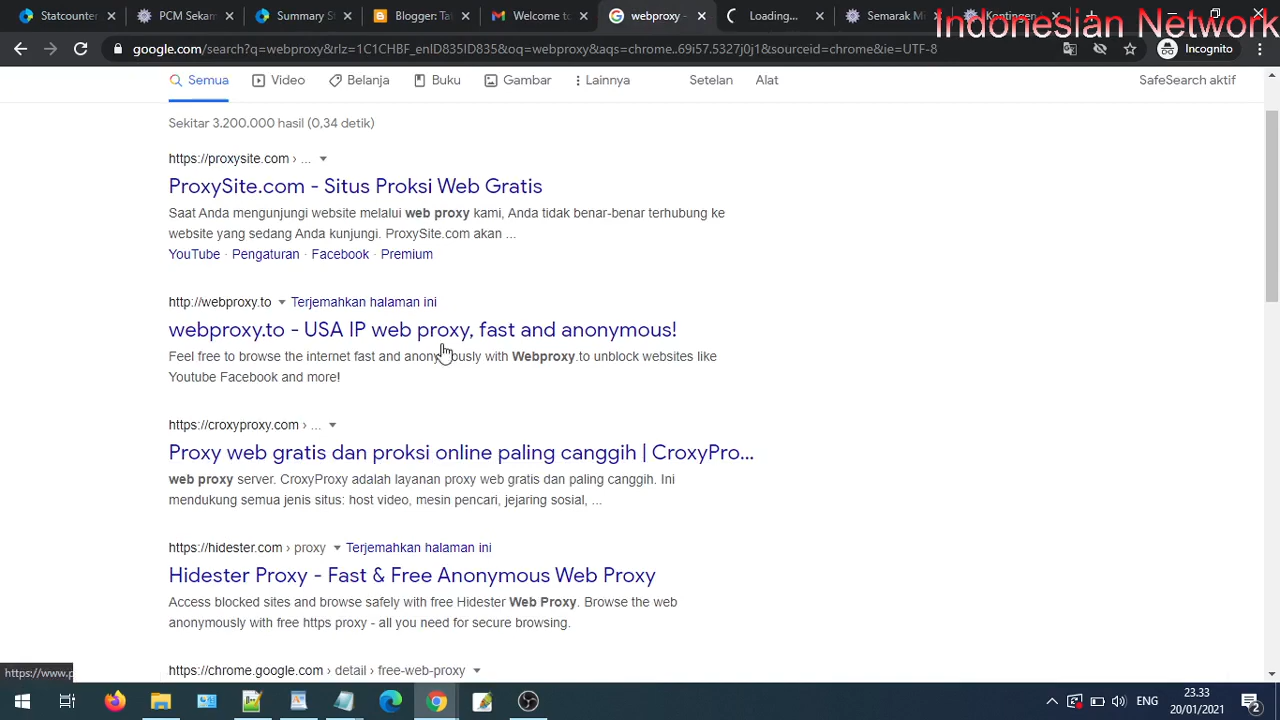 Statcounter
PCM Sekan
Summary S
Blogger: Ta
Welcome to
webproxy -
Loading...
Semarak M
Kontingen
Indonesian Network
google.com/search?q=webproxy&rlz=1C1CHBF_enID835ID835&oq=webproxy&aqs=chrome..69i57.5327j0j1&sourceid=chrome&ie=UTF-8
Incognito
Semua
Video
Belanja
Buku
Gambar
Lainnya
Setelan
Alat
SafeSearch aktif
Sekitar 3.200.000 hasil (0,34 detik)
https://proxysite.com › ...
ProxySite.com - Situs Proksi Web Gratis
Saat Anda mengunjungi website melalui web proxy kami, Anda tidak benar-benar terhubung ke
website yang sedang Anda kunjungi. ProxySite.com akan ...
YouTube · Pengaturan · Facebook · Premium
http://webproxy.to Terjemahkan halaman ini
webproxy.to - USA IP web proxy, fast and anonymous!
Feel free to browse the internet fast and anonymously with Webproxy.to unblock websites like
Youtube Facebook and more!
https://croxyproxy.com › ...
Proxy web gratis dan proksi online paling canggih | CroxyPro...
web proxy server. CroxyProxy adalah layanan proxy web gratis dan paling canggih. Ini
mendukung semua jenis situs: host video, mesin pencari, jejaring sosial, ...
https://hidester.com › proxy Terjemahkan halaman ini
Hidester Proxy - Fast & Free Anonymous Web Proxy
Access blocked sites and browse safely with free Hidester Web Proxy. Browse the web
anonymously with free https proxy - all you need for secure browsing.
https://chrome.google.com › detail › free-web-proxy
https://www.p
ENG
23.33
20/01/2021
2